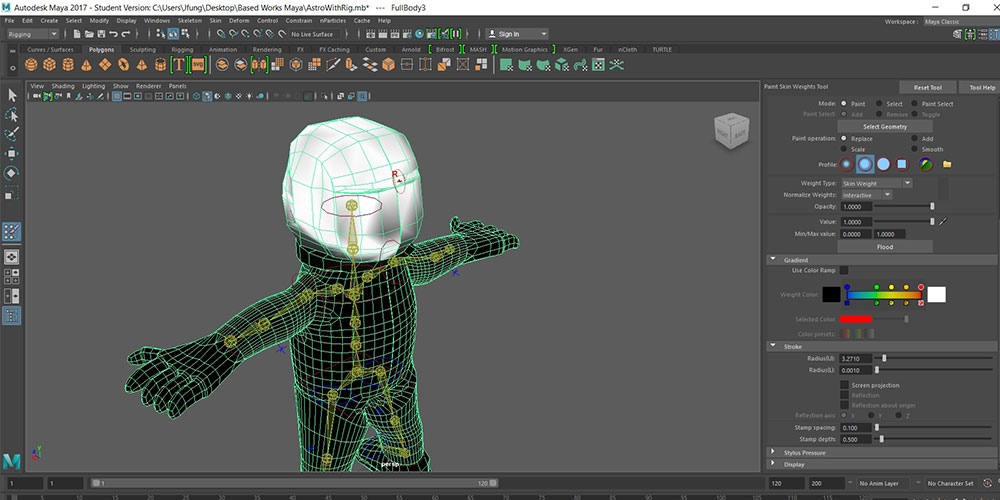 Autodesk Maya 2017 - Student Version: C:\Users\Jfung\Desktop\Based Works Maya\AstroWithRig.mb* --- FullBody3
File Edit Create Select Modify Display Windows Skeleton Skin Deform Control Constrain nParticles Cache Help
Workspace : Maya Classic
Rigging No Live Surface Sign In
Curves / Surfaces Polygons Sculpting Rigging Animation Rendering FX FX Caching Custom Arnold Bifrost MASH Motion Graphics XGen Fur nCloth TURTLE
T SVG
View Shading Lighting Show Renderer Panels
Paint Skin Weights Tool Reset Tool Tool Help
Mode: Paint Select Paint Select
Paint Select: Add Remove Toggle
Select Geometry
Paint operation: Replace Add
Scale Smooth
Profile:
Weight Type: Skin Weight
Normalize Weights: Interactive
Opacity: 1.0000
Value: 1.0000
Min/Max value: 0.0000 1.0000
Flood
Gradient
Use Color Ramp
Weight Color:
Selected Color:
Color presets:
Stroke
Radius(U): 3.2710
Radius(L): 0.0010
Screen projection
Reflection
Reflection about origin
Reflection axis: X Y Z
Stamp spacing: 0.100
Stamp depth: 0.500
Stylus Pressure
Display
R
persp
1 1 1 120 120 200 No Anim Layer No Character Set